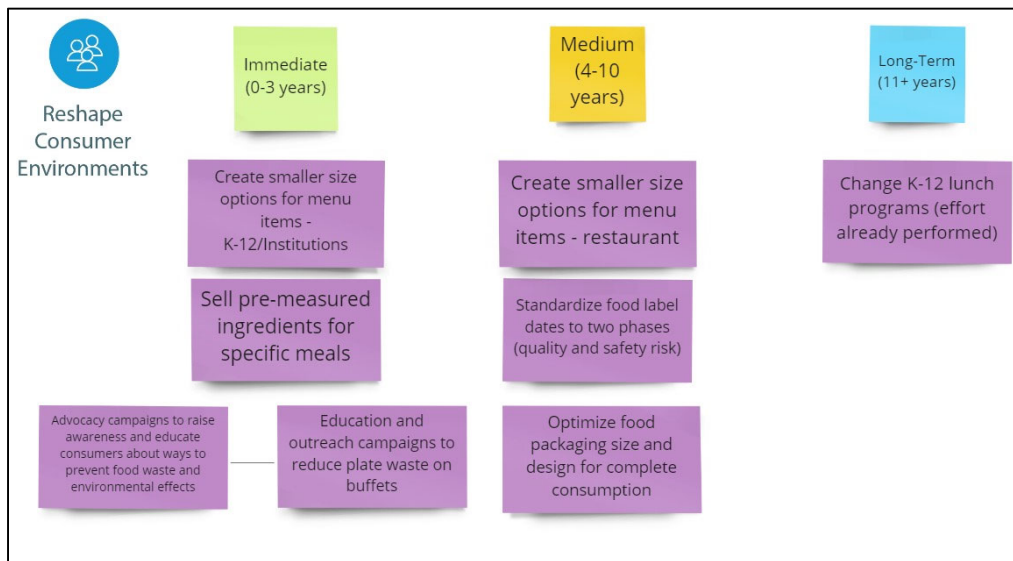 Reshape
Consumer
Environments
Immediate
(0-3 years)
Medium
(4-10
years)
Long-Term
(11+ years)
Create smaller size
options for menu
items -
K-12/Institutions
Create smaller size
options for menu
items - restaurant
Change K-12 lunch
programs (effort
already performed)
Sell pre-measured
ingredients for
specific meals
Standardize food label
dates to two phases
(quality and safety risk)
Advocacy campaigns to raise
awareness and educate
consumers about ways to
prevent food waste and
environmental effects
Education and
outreach campaigns to
reduce plate waste on
buffets
Optimize food
packaging size and
design for complete
consumption